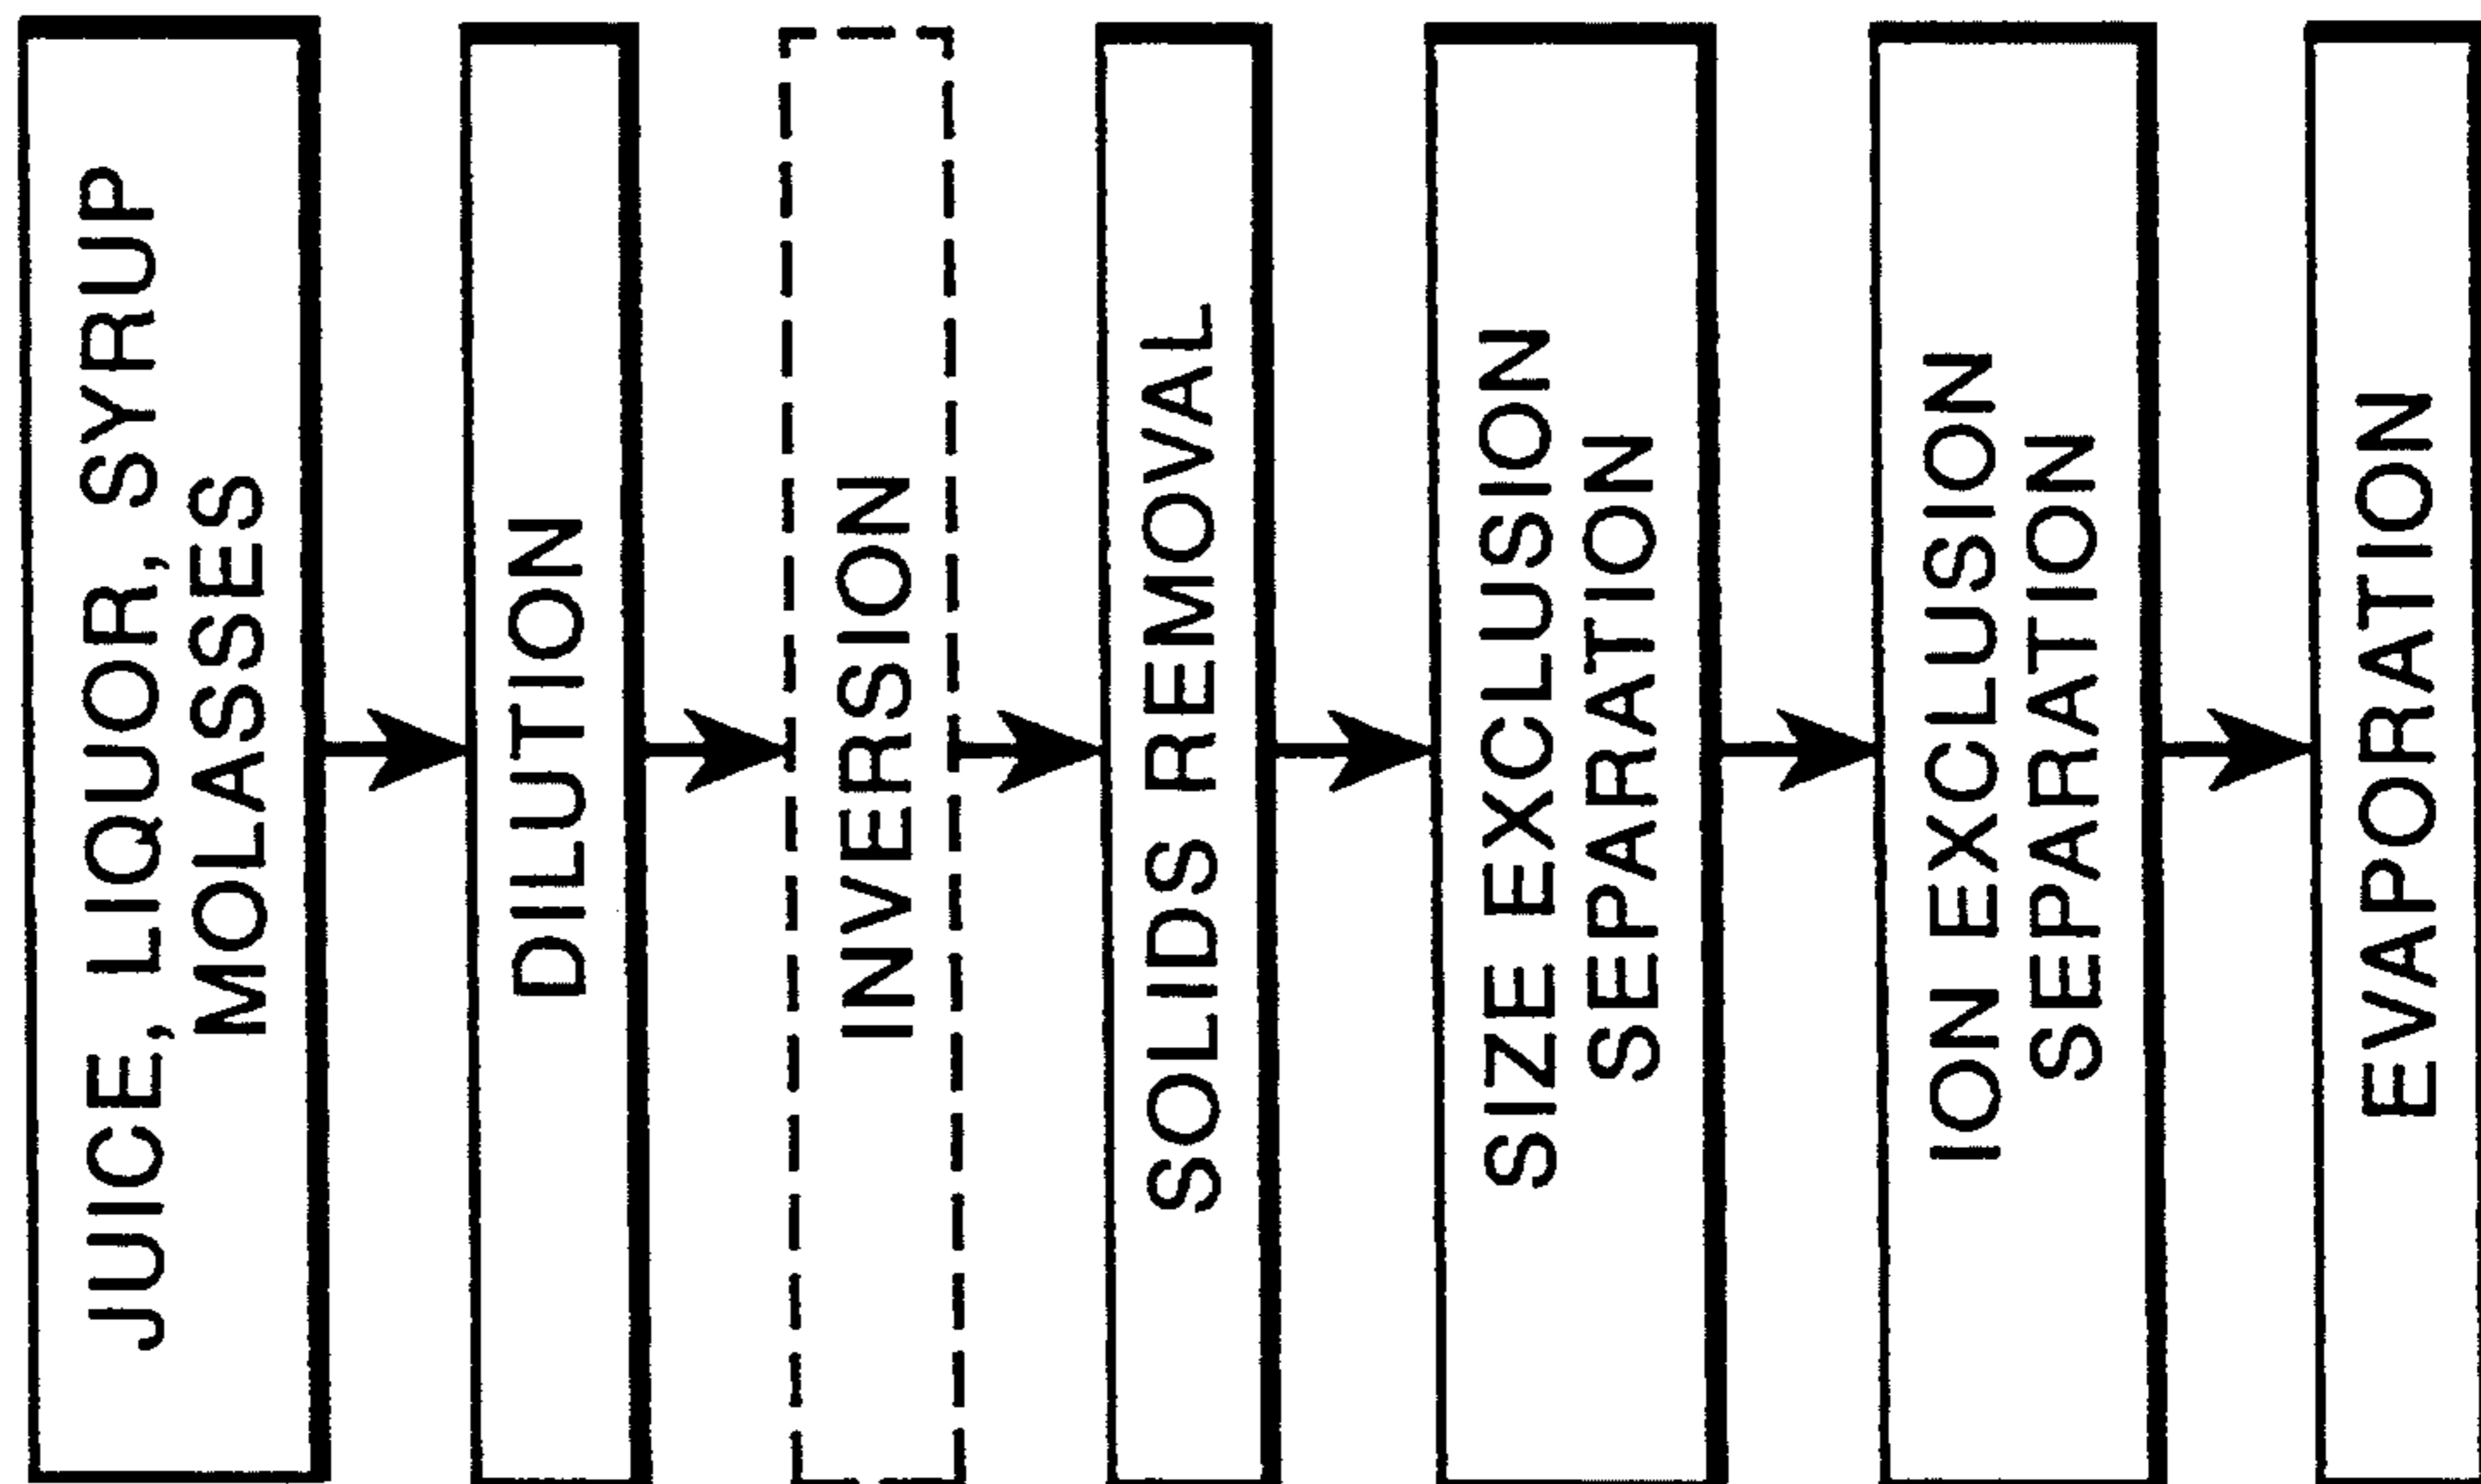 JUICE, LIQUOR, SYRUP
MOLASSES
DILUTION
INVERSION
SOLIDS REMOVAL
SIZE EXCLUSION
SEPARATION
ION EXCLUSION
SEPARATION
EVAPORATION